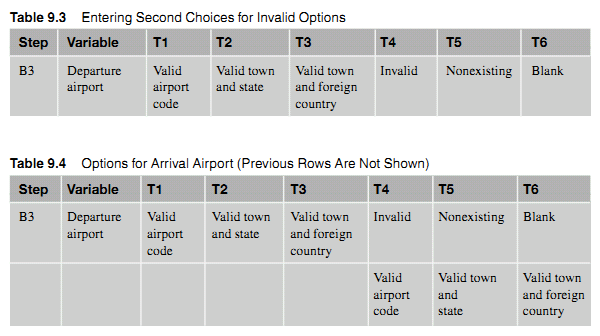 Table 9.3 Entering Second Choices for Invalid Options
Step Variable T1 T2 T3 T4 T5 T6
B3 Departure Valid Valid town Valid town Invalid Nonexisting Blank
airport airport and state and foreign
code country
Table 9.4 Options for Arrival Airport (Previous Rows Are Not Shown)
Step Variable T1 T2 T3 T4 T5 T6
B3 Departure Valid Valid town Valid town Invalid Nonexisting Blank
airport airport and state and foreign
code country
Valid Valid town Valid town
airport and and foreign
code state country